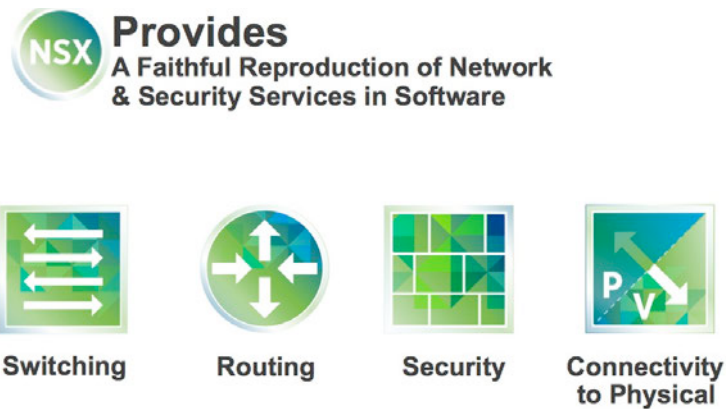 NSX
Provides
A Faithful Reproduction of Network
& Security Services in Software
P
V
Switching
Routing
Security
Connectivity
to Physical